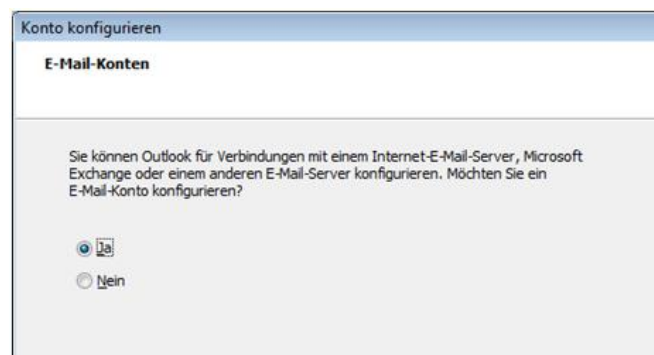 Konto konfigurieren
E-Mail-Konten
Sie können Outlook für Verbindungen mit einem Internet-E-Mail-Server, Microsoft
Exchange oder einem anderen E-Mail-Server konfigurieren. Möchten Sie ein
E-Mail-Konto konfigurieren?
Ja
Nein